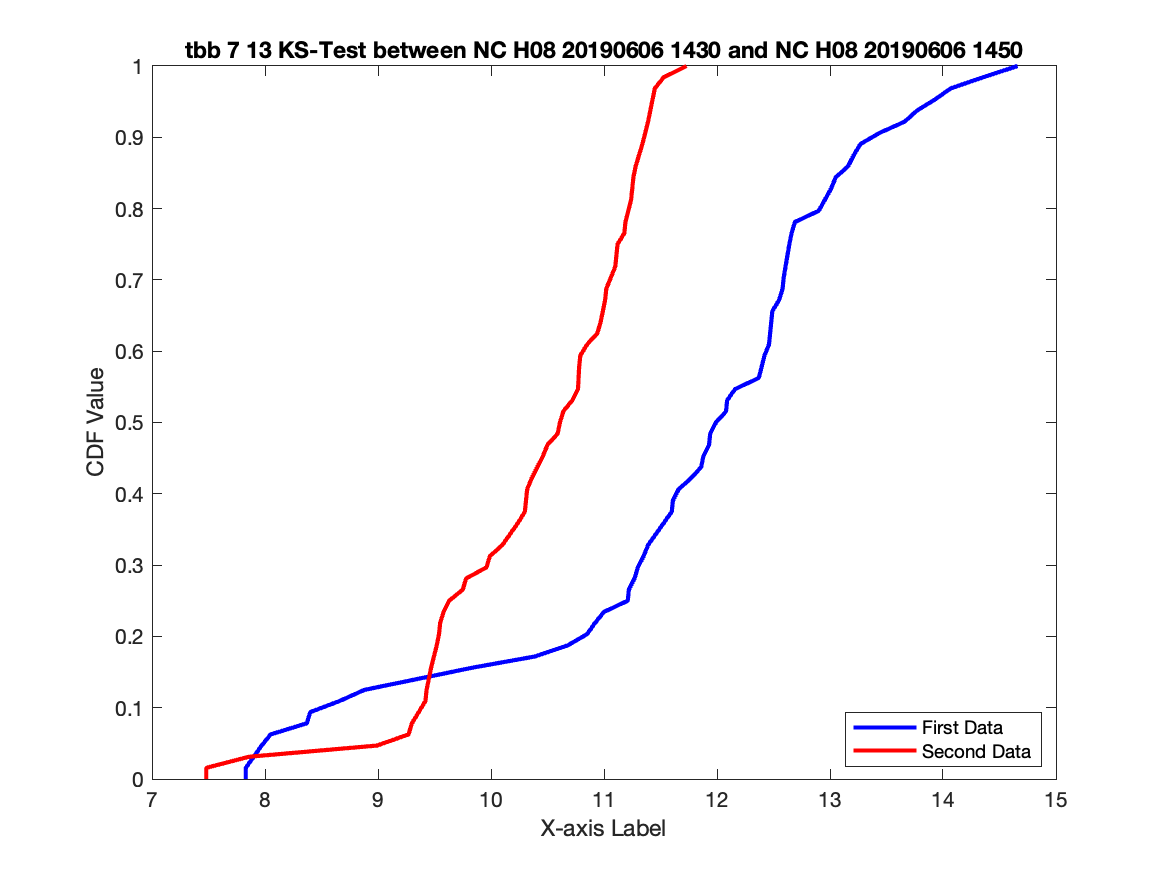 tbb 7 13 KS-Test between NC H08 20190606 1430 and NC H08 20190606 1450
1
0.9
0.8
0.7
0.6
0.5
0.4
0.3
0.2
0.1
0
CDF Value
7 8 9 10 11 12 13 14 15
X-axis Label
First Data
Second Data